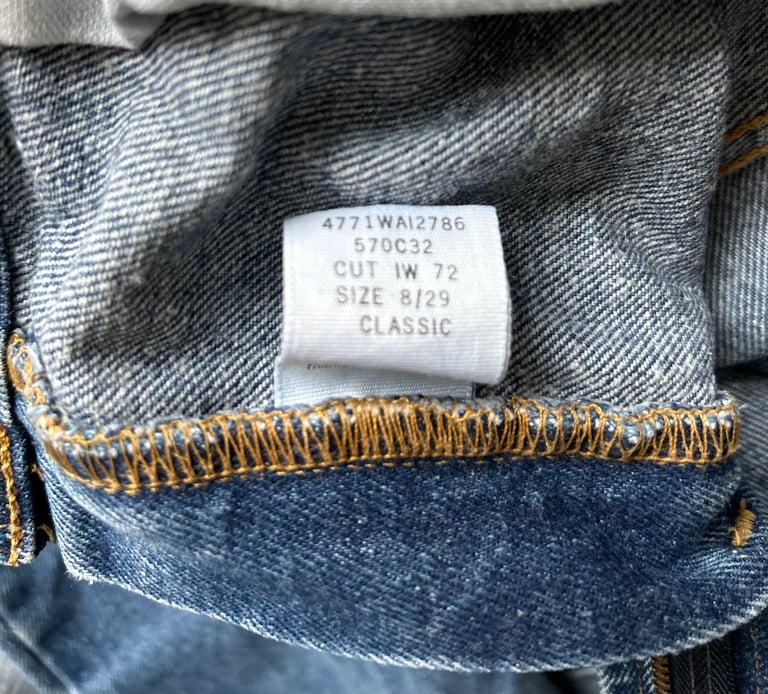 4771WAI2786
570C32
CUT IW 72
SIZE 8/29
CLASSIC